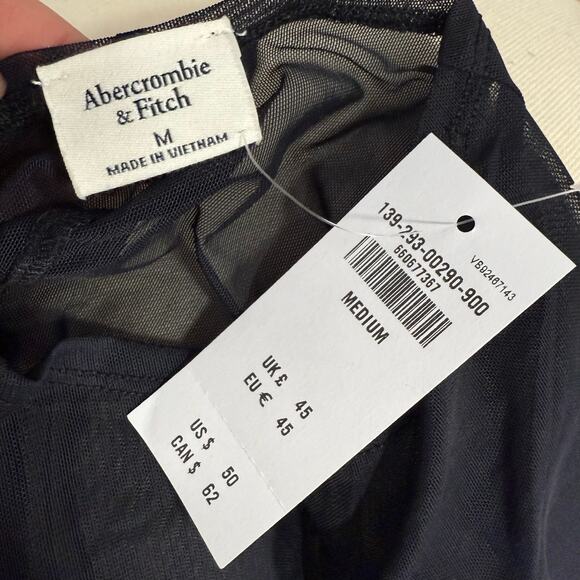 Abercrombie
& Fitch
M
MADE IN VIETNAM
139-293-00290-900
660677367
VB92467143
MEDIUM
UK £ 45
EU € 45
US $ 50
CAN $ 62